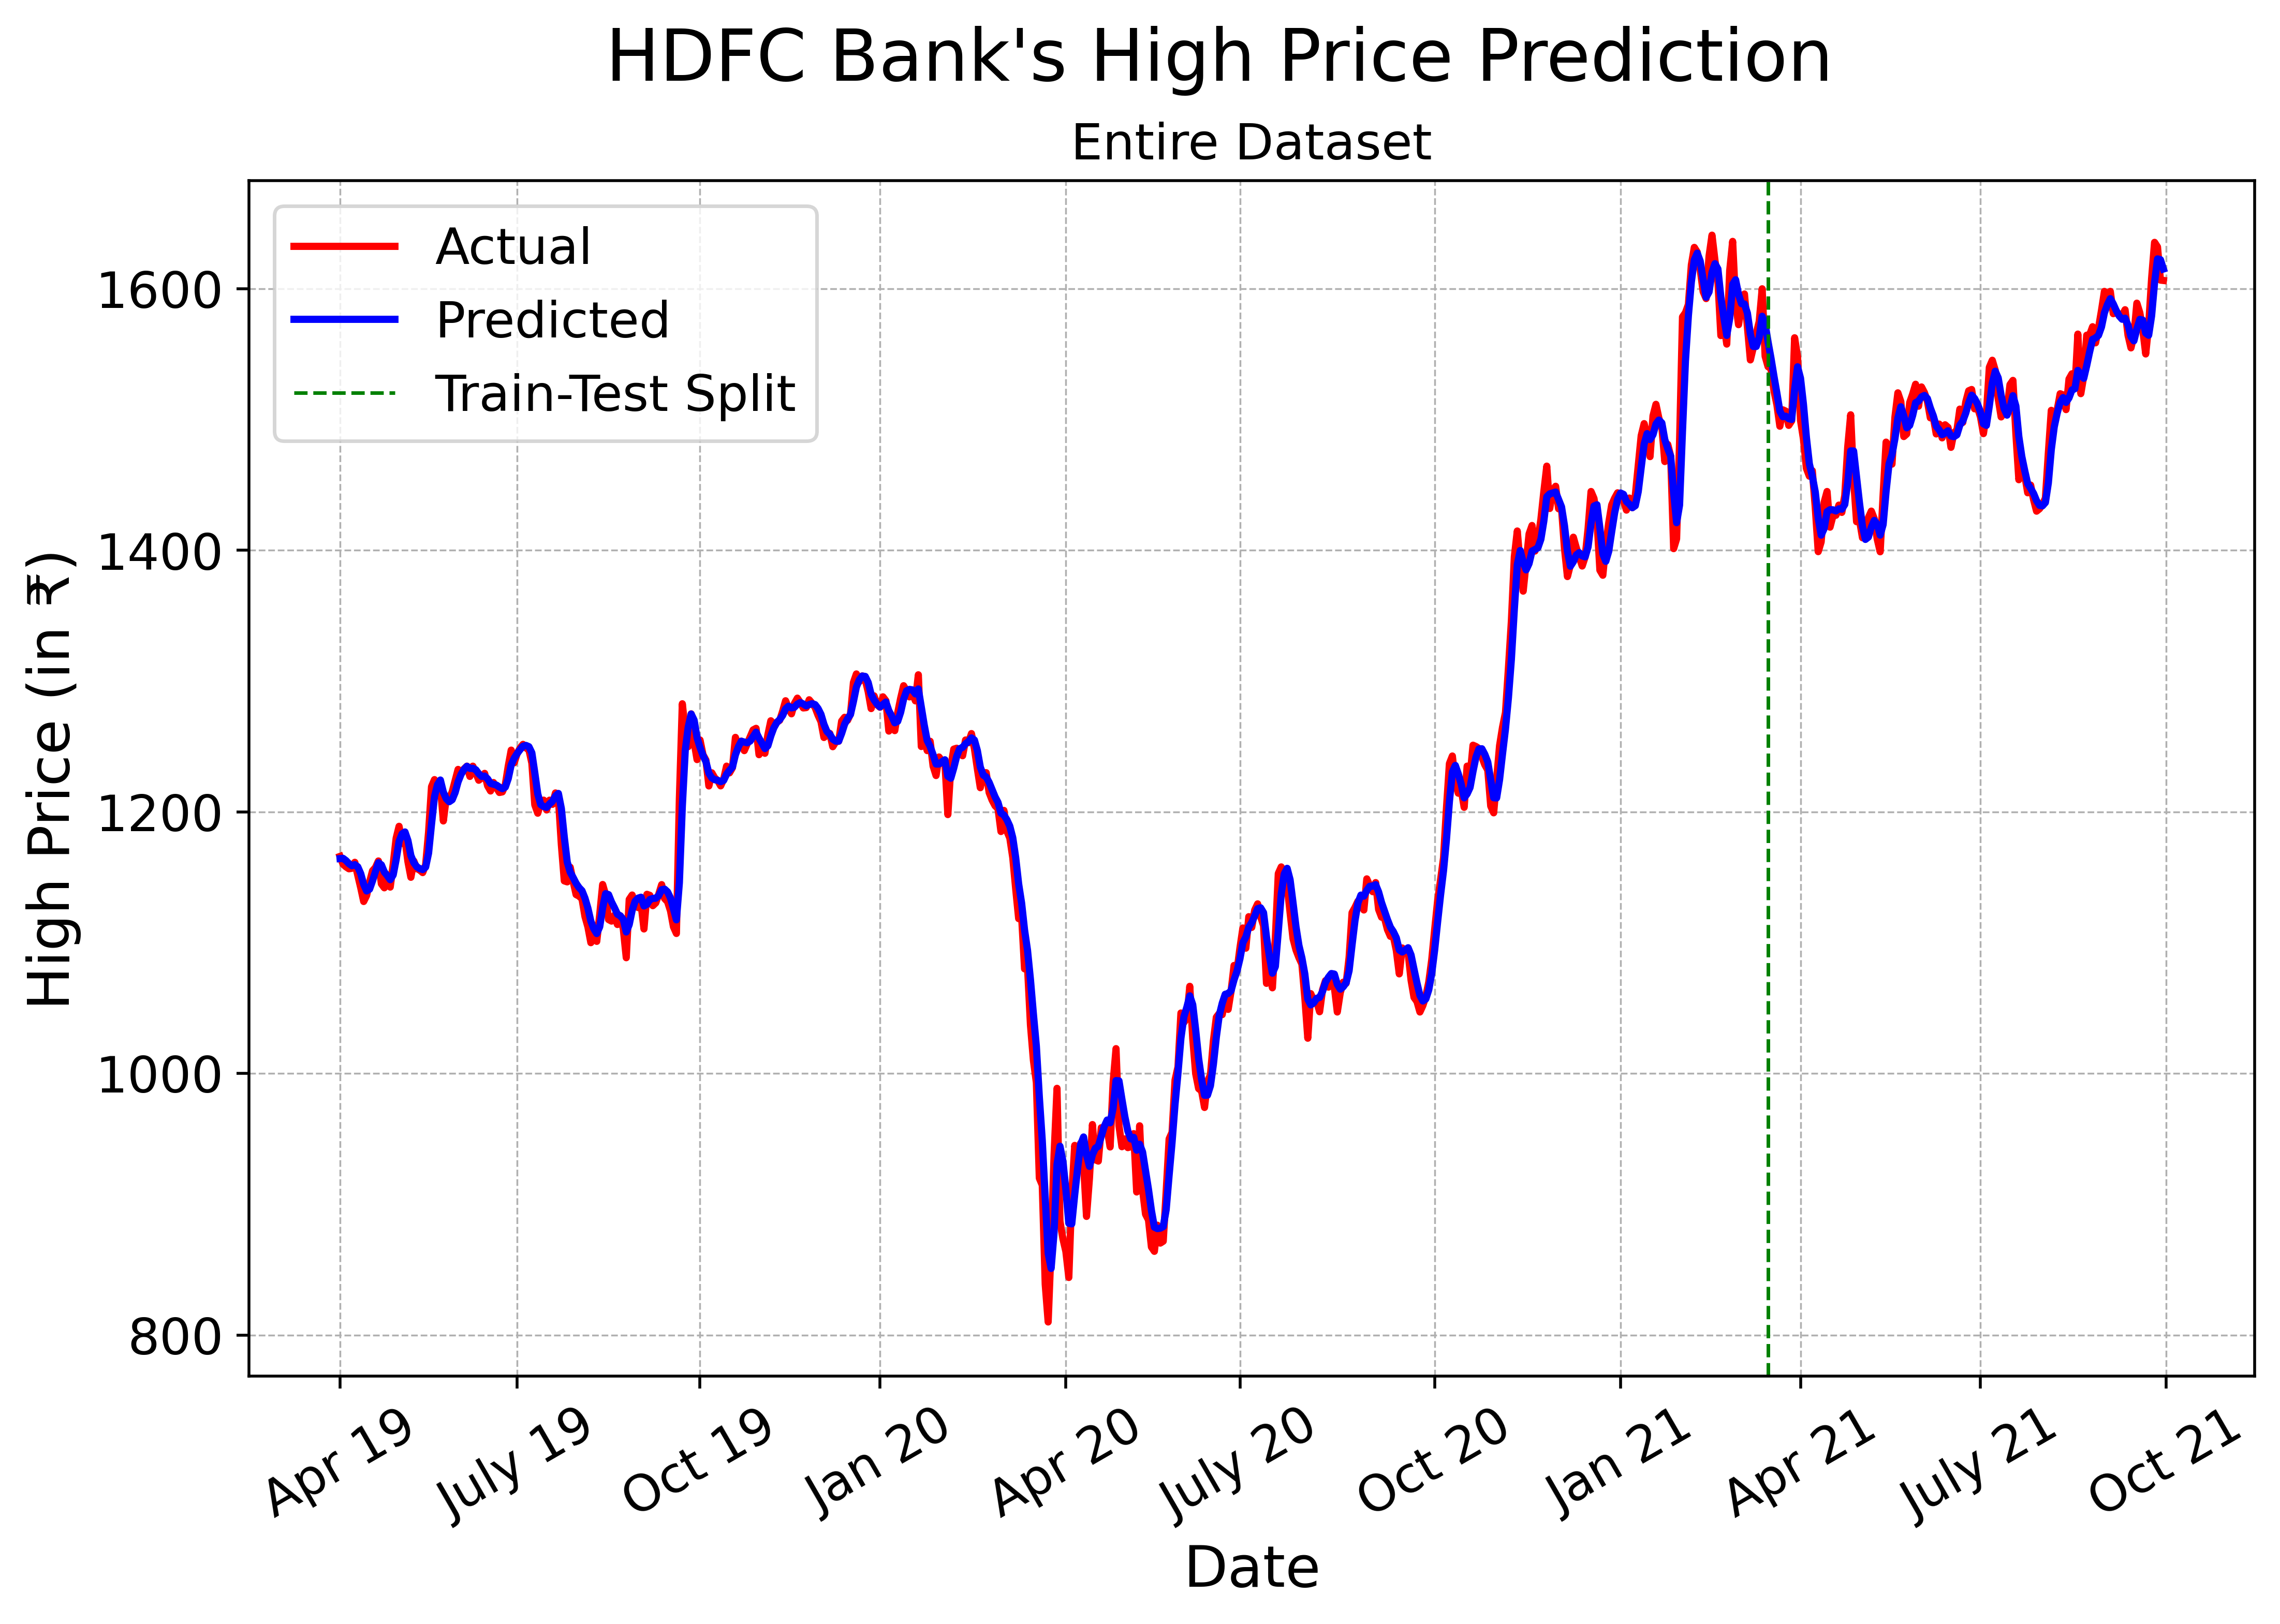 HDFC Bank's High Price Prediction
Entire Dataset
Actual
Predicted
Train-Test Split
High Price (in ₹)
1600
1400
1200
1000
800
Apr 19
July 19
Oct 19
Jan 20
Apr 20
July 20
Oct 20
Jan 21
Apr 21
July 21
Oct 21
Date